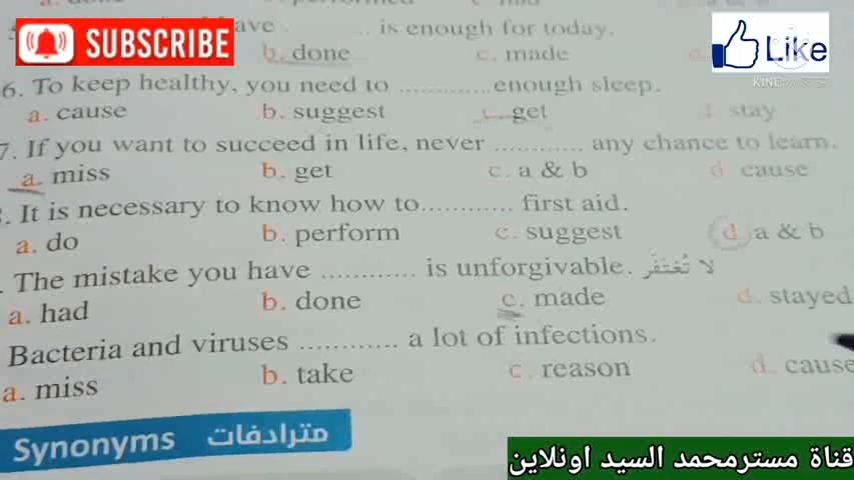 SUBSCRIBE
Like
is enough for today.
b. done c. made
6. To keep healthy, you need to ............ enough sleep.
a. cause b. suggest c. get d. stay
7. If you want to succeed in life, never ............ any chance to learn.
a. miss b. get c. a & b d. cause
. It is necessary to know how to............ first aid.
a. do b. perform c. suggest d. a & b
. The mistake you have ............ is unforgivable. لا تُغتفَر
a. had b. done c. made d. stayed
Bacteria and viruses ............ a lot of infections.
a. miss b. take c. reason d. cause
Synonyms مترادفات
قناة مسترمحمد السيد اونلاين